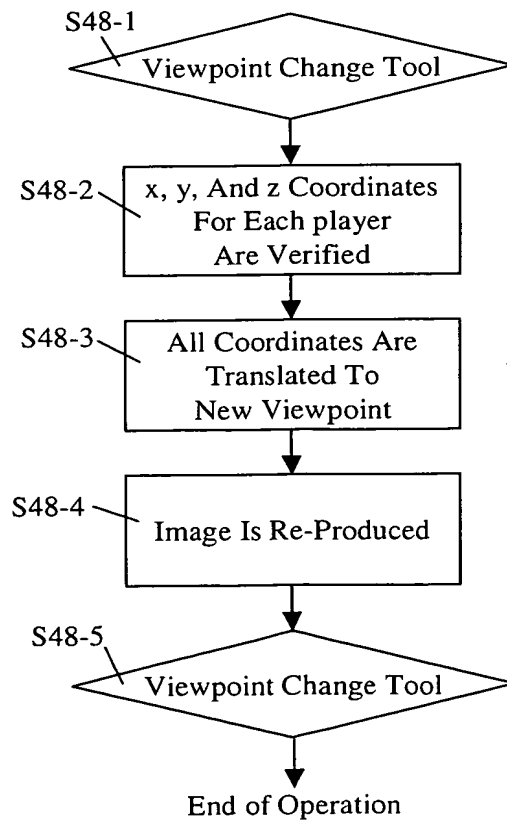 S48-1
Viewpoint Change Tool
S48-2
x, y, And z Coordinates
For Each player
Are Verified
S48-3
All Coordinates Are
Translated To
New Viewpoint
S48-4
Image Is Re-Produced
S48-5
Viewpoint Change Tool
End of Operation